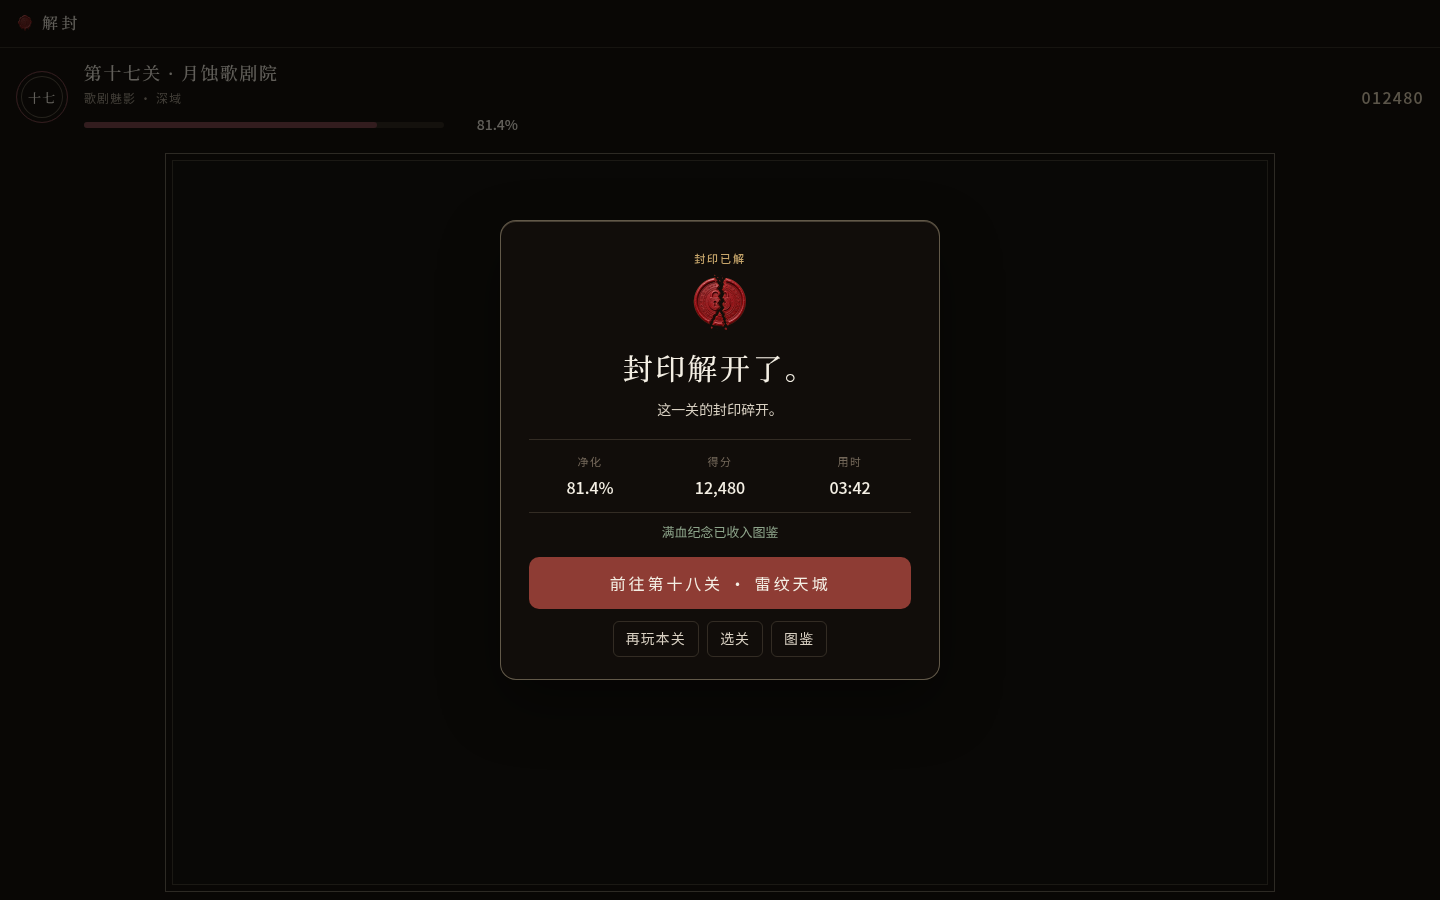 解封
第十七关 · 月蚀歌剧院
十七
歌剧魅影 · 深域
012480
81.4%
封印已解
封印解开了。
这一关的封印碎开。
净化 得分 用时
81.4% 12,480 03:42
满血纪念已收入图鉴
前往第十八关 · 雷纹天城
再玩本关 选关 图鉴